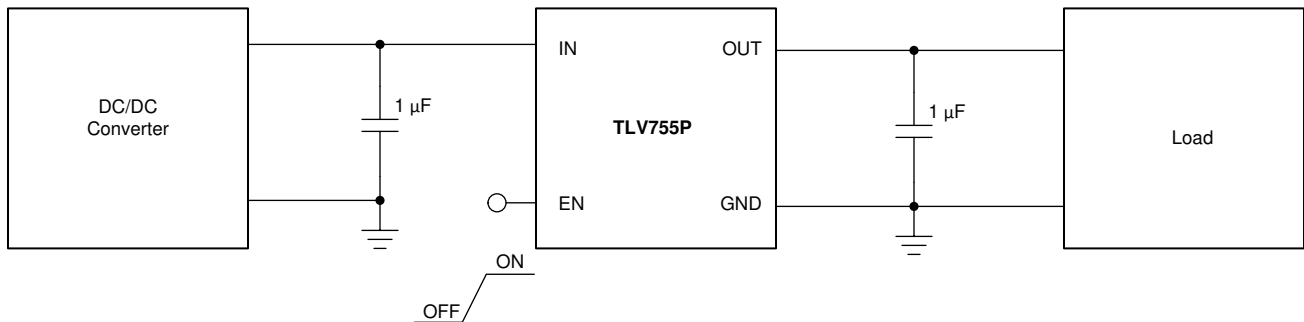 DC/DC
Converter
1 μF
IN
OUT
TLV755P
EN
GND
1 μF
Load
ON
OFF